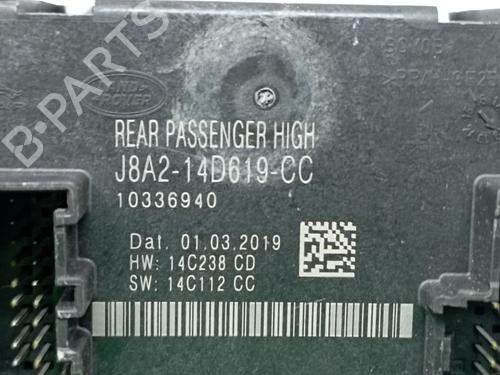 LAND
ROVER
REAR PASSENGER HIGH
J8A2-14D619-CC
10336940
Dat. 01.03.2019
HW: 14C238 CD
SW: 14C112 CC